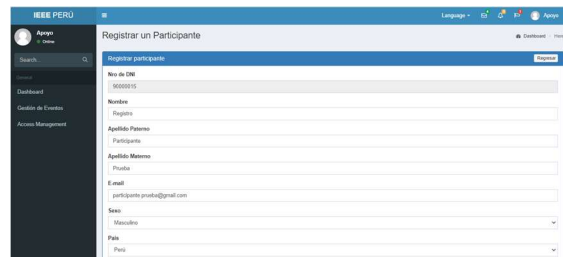 IEEE PERÚ
Language
Apoyo
Apoyo
Online
Registrar un Participante
Dashboard
Search...
Registrar participante
Regresar
General
Nro de DNI
90000015
Dashboard
Nombre
Gestión de Eventos
Registro
Access Management
Apellido Paterno
Participante
Apellido Materno
Prueba
E-mail
participante.prueba@gmail.com
Sexo
Masculino
País
Perú